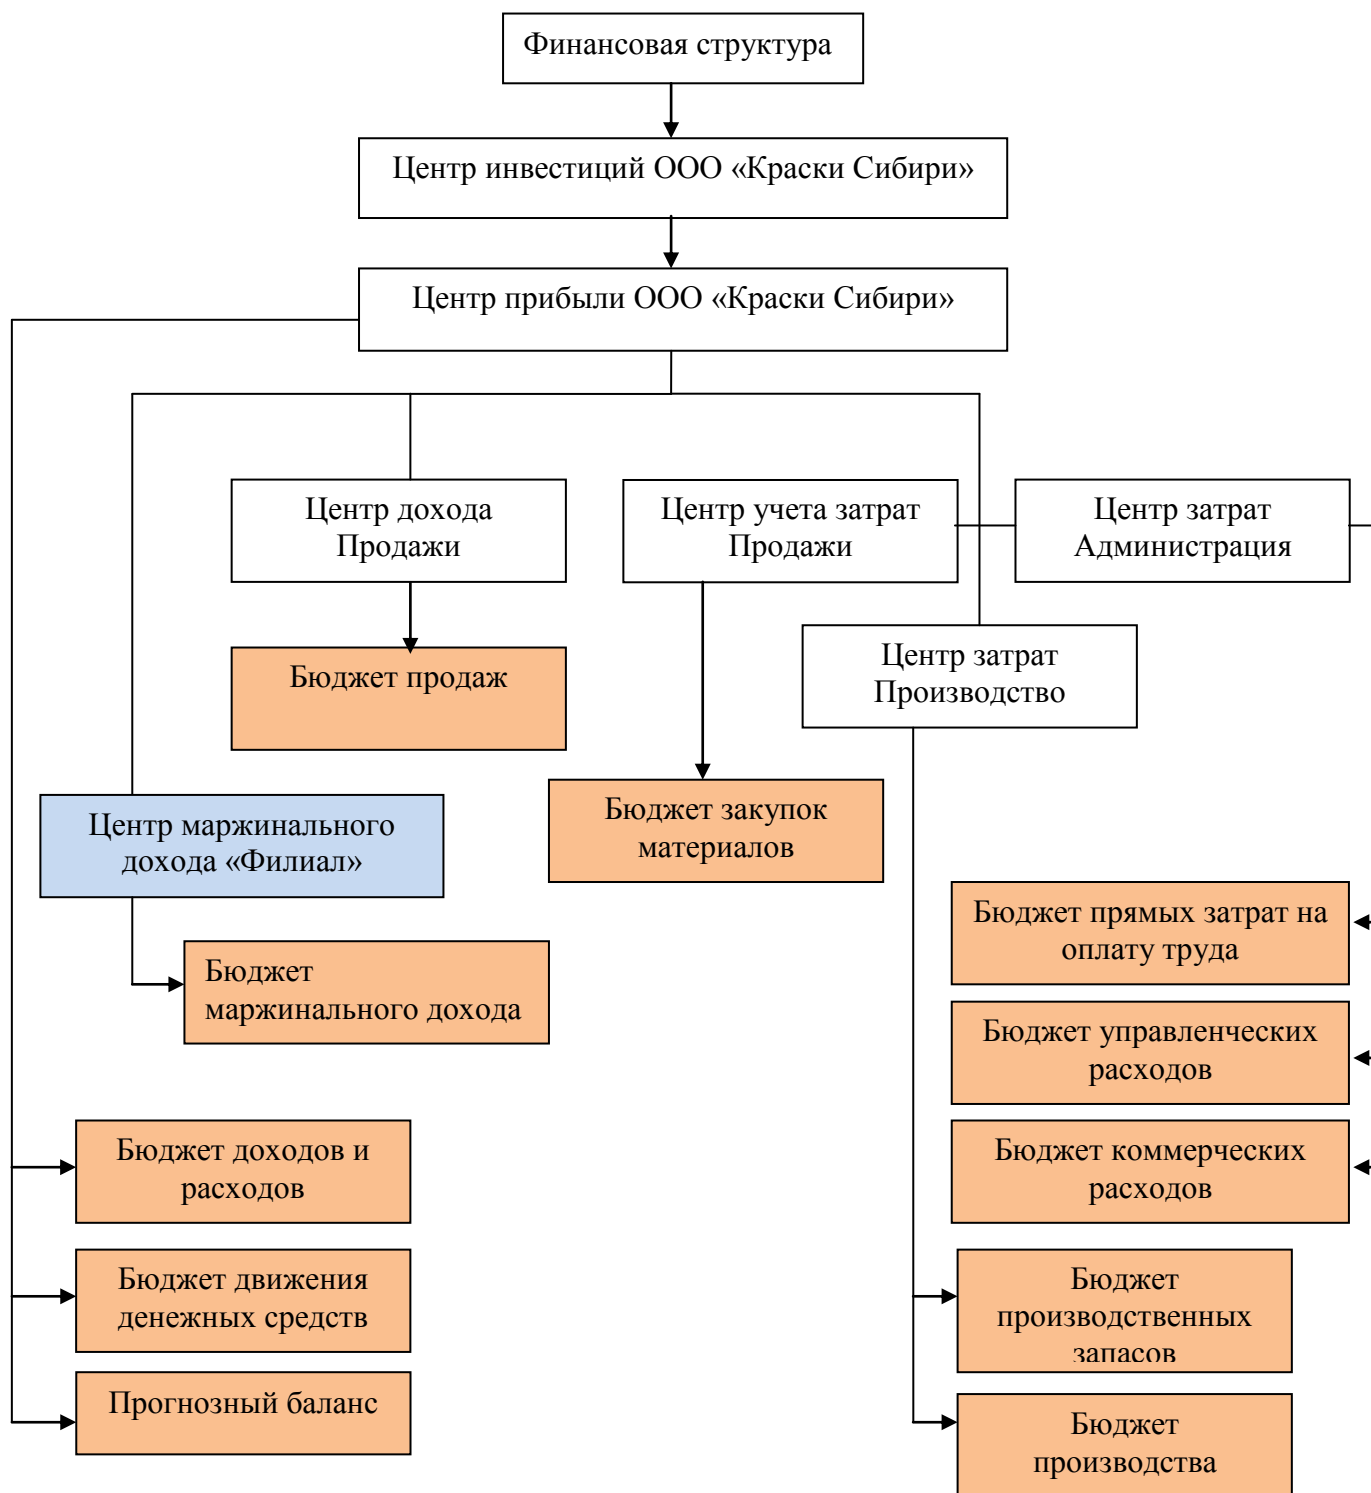 Финансовая структура
Центр инвестиций ООО «Краски Сибири»
Центр прибыли ООО «Краски Сибири»
Центр дохода
Продажи
Центр учета затрат
Продажи
Центр затрат
Администрация
Центр затрат
Производство
Бюджет продаж
Бюджет закупок
материалов
Центр маржинального
дохода «Филиал»
Бюджет
маржинального дохода
Бюджет прямых затрат на
оплату труда
Бюджет управленческих
расходов
Бюджет коммерческих
расходов
Бюджет доходов и
расходов
Бюджет движения
денежных средств
Прогнозный баланс
Бюджет
производственных
запасов
Бюджет
производства